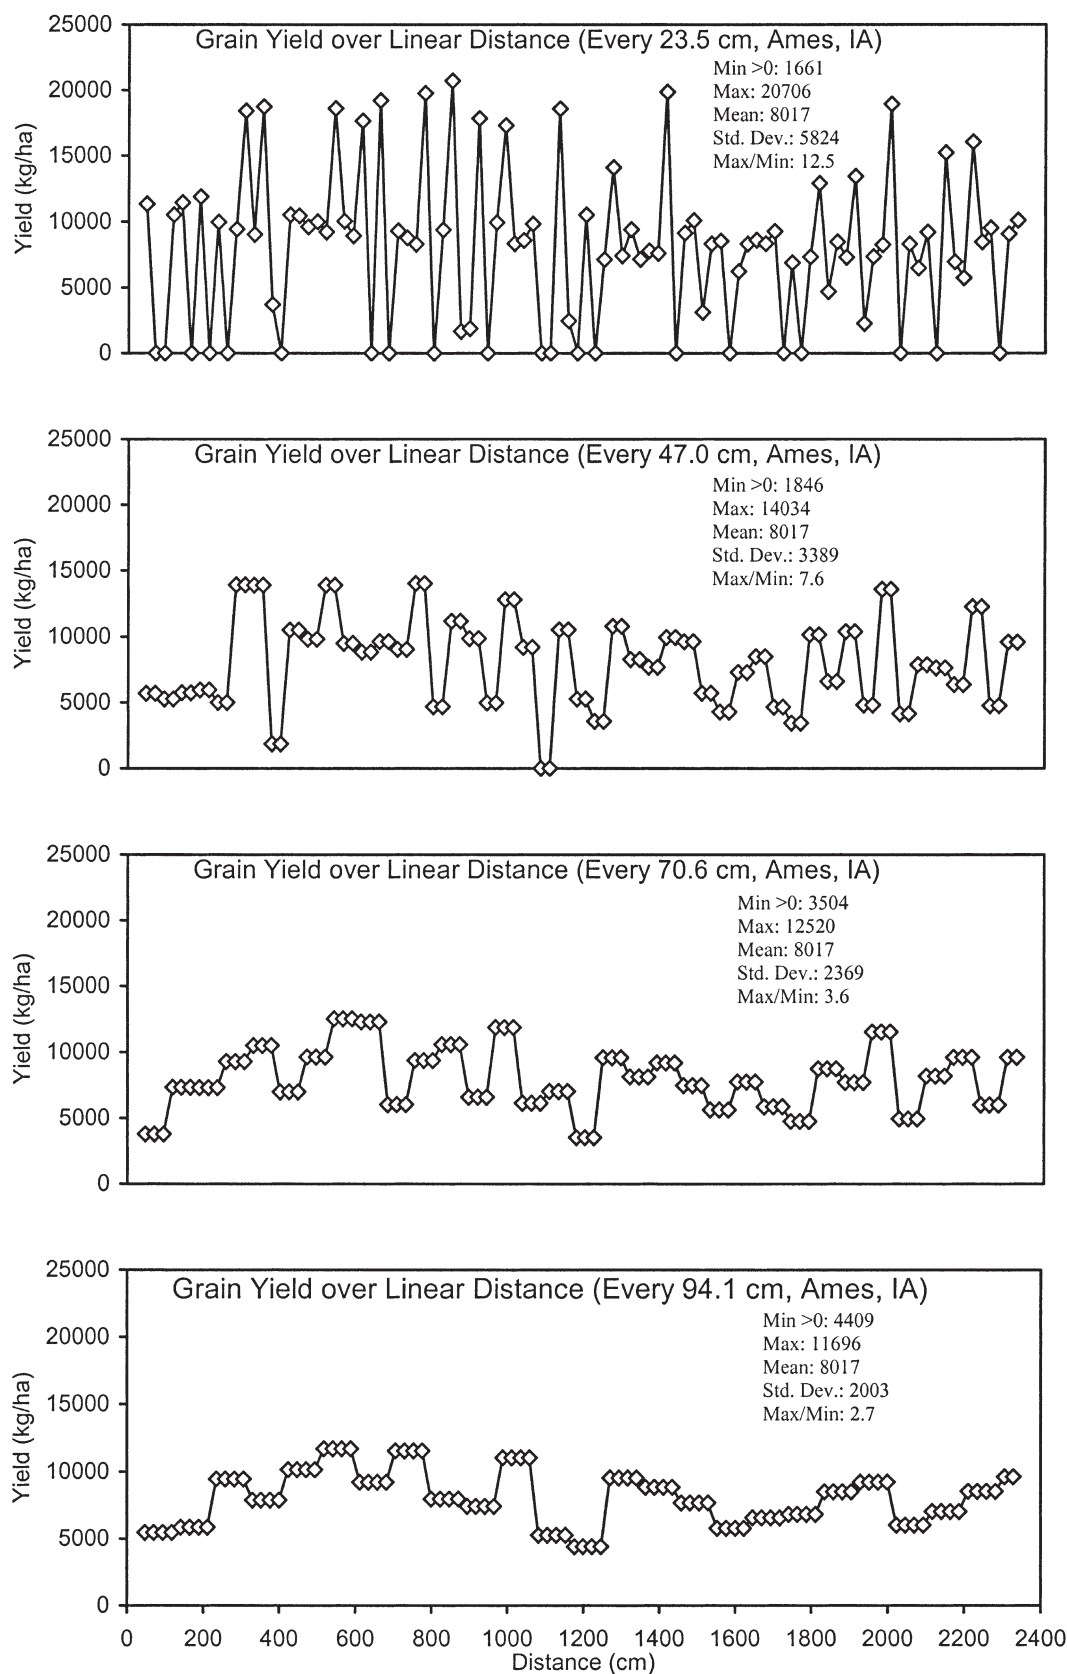 Grain Yield over Linear Distance (Every 23.5 cm, Ames, IA)
Min >0: 1661
Max: 20706
Mean: 8017
Std. Dev.: 5824
Max/Min: 12.5
Yield (kg/ha)
25000
20000
15000
10000
5000
0
Grain Yield over Linear Distance (Every 47.0 cm, Ames, IA)
Min >0: 1846
Max: 14034
Mean: 8017
Std. Dev.: 3389
Max/Min: 7.6
Yield (kg/ha)
25000
20000
15000
10000
5000
0
Grain Yield over Linear Distance (Every 70.6 cm, Ames, IA)
Min >0: 3504
Max: 12520
Mean: 8017
Std. Dev.: 2369
Max/Min: 3.6
Yield (kg/ha)
25000
20000
15000
10000
5000
0
Grain Yield over Linear Distance (Every 94.1 cm, Ames, IA)
Min >0: 4409
Max: 11696
Mean: 8017
Std. Dev.: 2003
Max/Min: 2.7
Yield (kg/ha)
25000
20000
15000
10000
5000
0
0 200 400 600 800 1000 1200 1400 1600 1800 2000 2200 2400
Distance (cm)